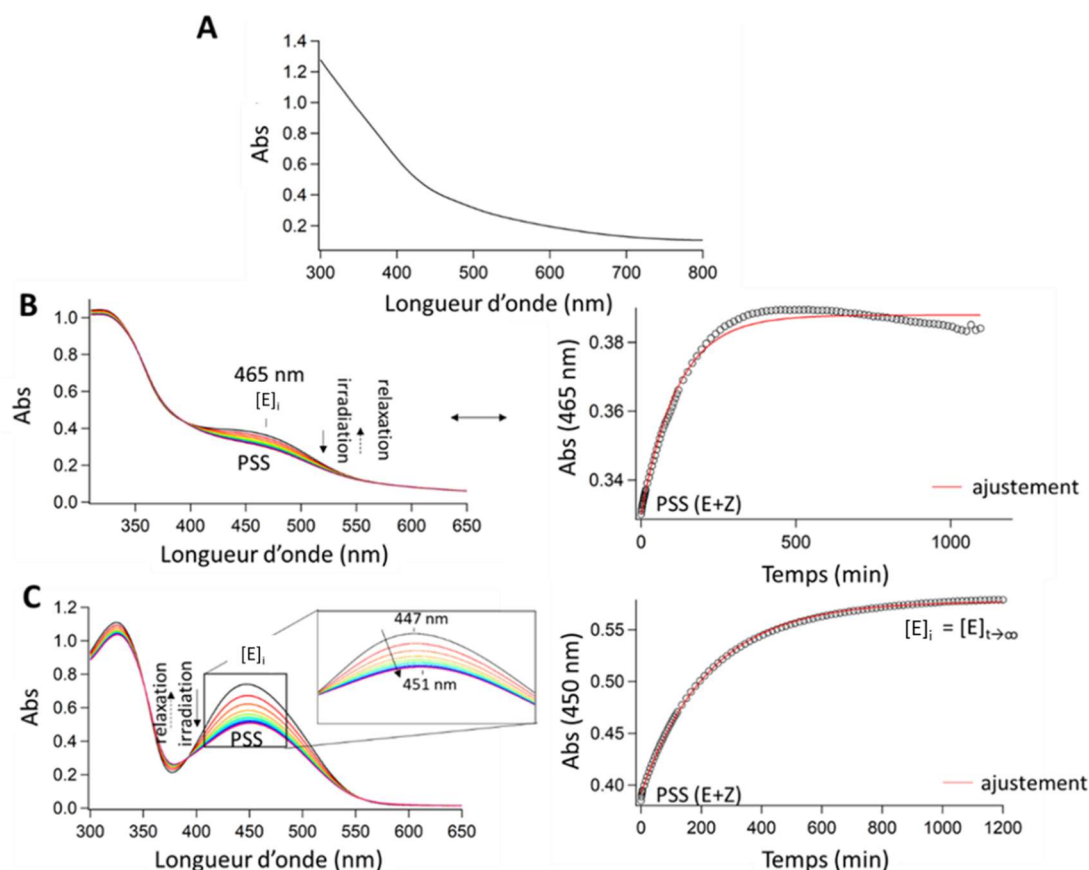 A
1.4
1.2
1.0
0.8
0.6
0.4
0.2
Abs
300 400 500 600 700 800
Longueur d'onde (nm)
B
1.0
0.8
0.6
0.4
0.2
0.0
Abs
465 nm
[E]i
PSS
irradiation
relaxation
350 400 450 500 550 600 650
Longueur d'onde (nm)
0.38
0.36
0.34
Abs (465 nm)
PSS (E+Z)
ajustement
0 500 1000
Temps (min)
C
1.2
1.0
0.8
0.6
0.4
0.2
0.0
Abs
relaxation
irradiation
[E]i
PSS
447 nm
451 nm
300 350 400 450 500 550 600 650
Longueur d'onde (nm)
0.55
0.50
0.45
0.40
Abs (450 nm)
[E]i = [E]t→∞
PSS (E+Z)
ajustement
0 200 400 600 800 1000 1200
Temps (min)